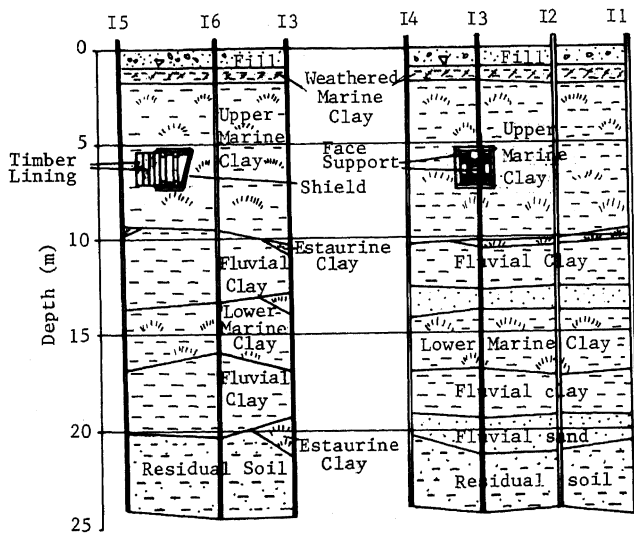 I5 I6 I3 I4 I3 I2 I1
0
Fill
Fill
Weathered
Marine
Clay
Upper
Marine
Clay
5
Timber
Lining
Shield
Face
Support
Upper
Marine
Clay
10
Estaurine
Clay
Fluvial
Clay
Fluvial Clay
Depth (m)
Lower
Marine
Clay
15
Lower Marine Clay
Fluvial
Clay
Fluvial clay
20
Fluvial sand
Estaurine
Clay
Residual Soil
Residual soil
25